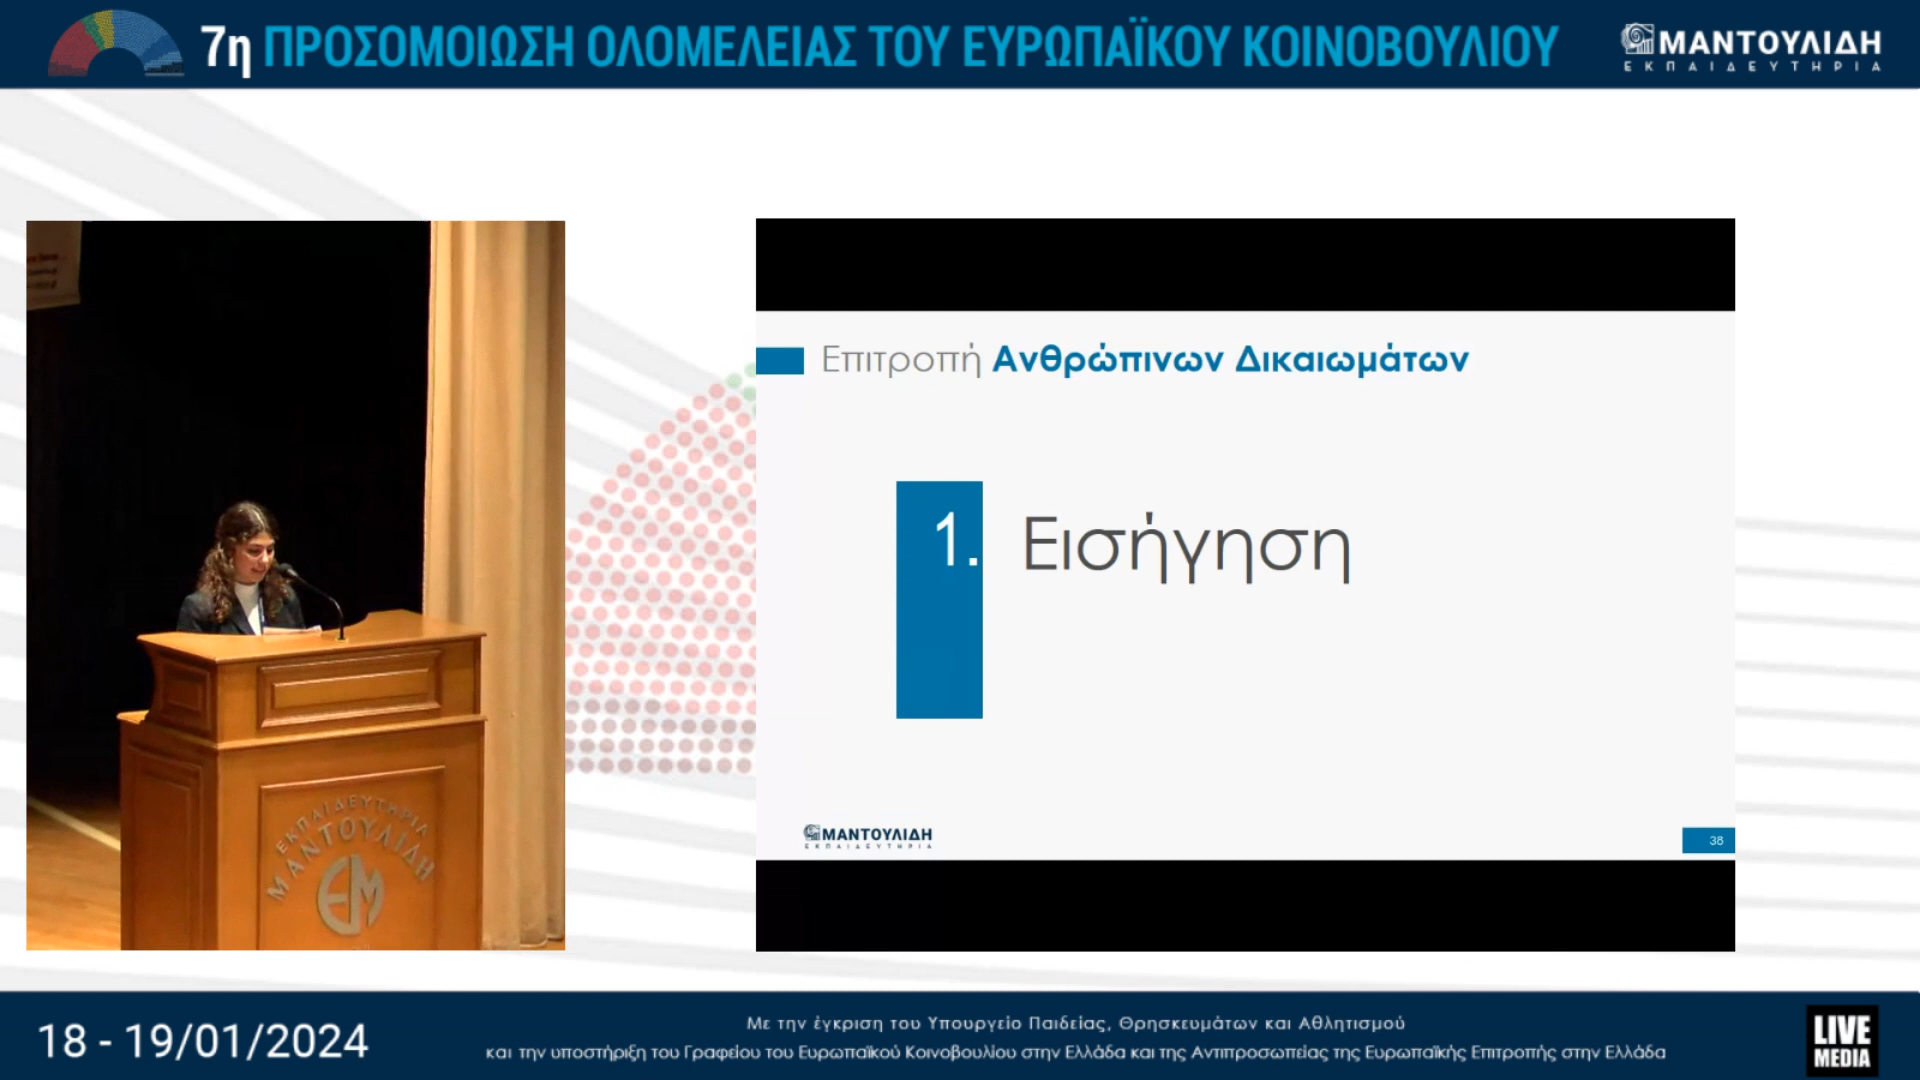 7η ΠΡΟΣΟΜΟΙΩΣΗ ΟΛΟΜΕΛΕΙΑΣ ΤΟΥ ΕΥΡΩΠΑΪΚΟΥ ΚΟΙΝΟΒΟΥΛΙΟΥ
ΜΑΝΤΟΥΛΙΔΗ
ΕΚΠΑΙΔΕΥΤΗΡΙΑ
Επιτροπή Ανθρώπινων Δικαιωμάτων
1. Εισήγηση
ΜΑΝΤΟΥΛΙΔΗ
ΕΚΠΑΙΔΕΥΤΗΡΙΑ
38
ΕΚΠΑΙΔΕΥΤΗΡΙΑ
ΜΑΝΤΟΥΛΙΔΗ
ΕΜ
18 - 19/01/2024
Με την έγκριση του Υπουργείο Παιδείας, Θρησκευμάτων και Αθλητισμού
και την υποστήριξη του Γραφείου του Ευρωπαϊκού Κοινοβουλίου στην Ελλάδα και της Αντιπροσωπείας της Ευρωπαϊκής Επιτροπής στην Ελλάδα
LIVE
MEDIA